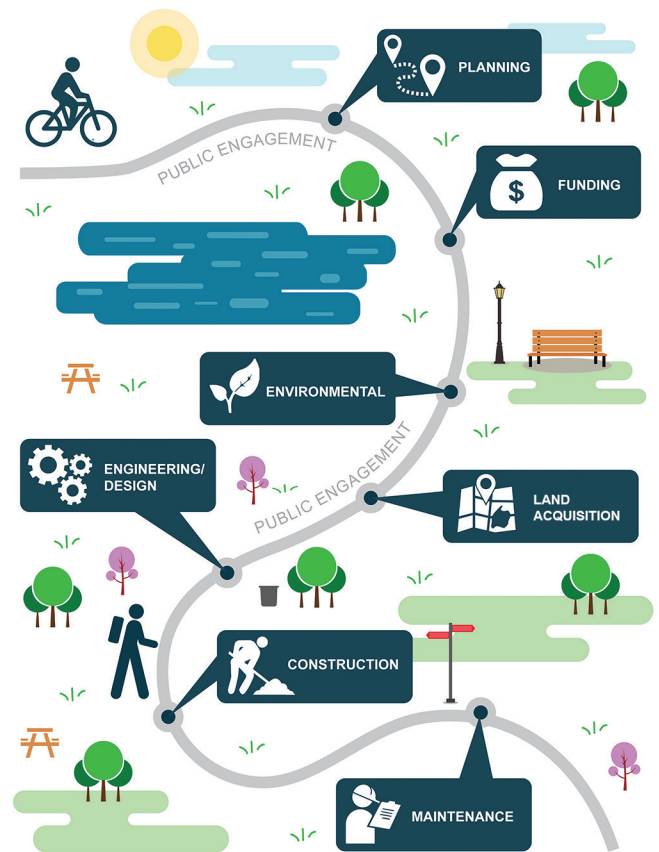 PLANNING
PUBLIC ENGAGEMENT
$
FUNDING
ENVIRONMENTAL
PUBLIC ENGAGEMENT
ENGINEERING/
DESIGN
LAND
ACQUISITION
CONSTRUCTION
MAINTENANCE